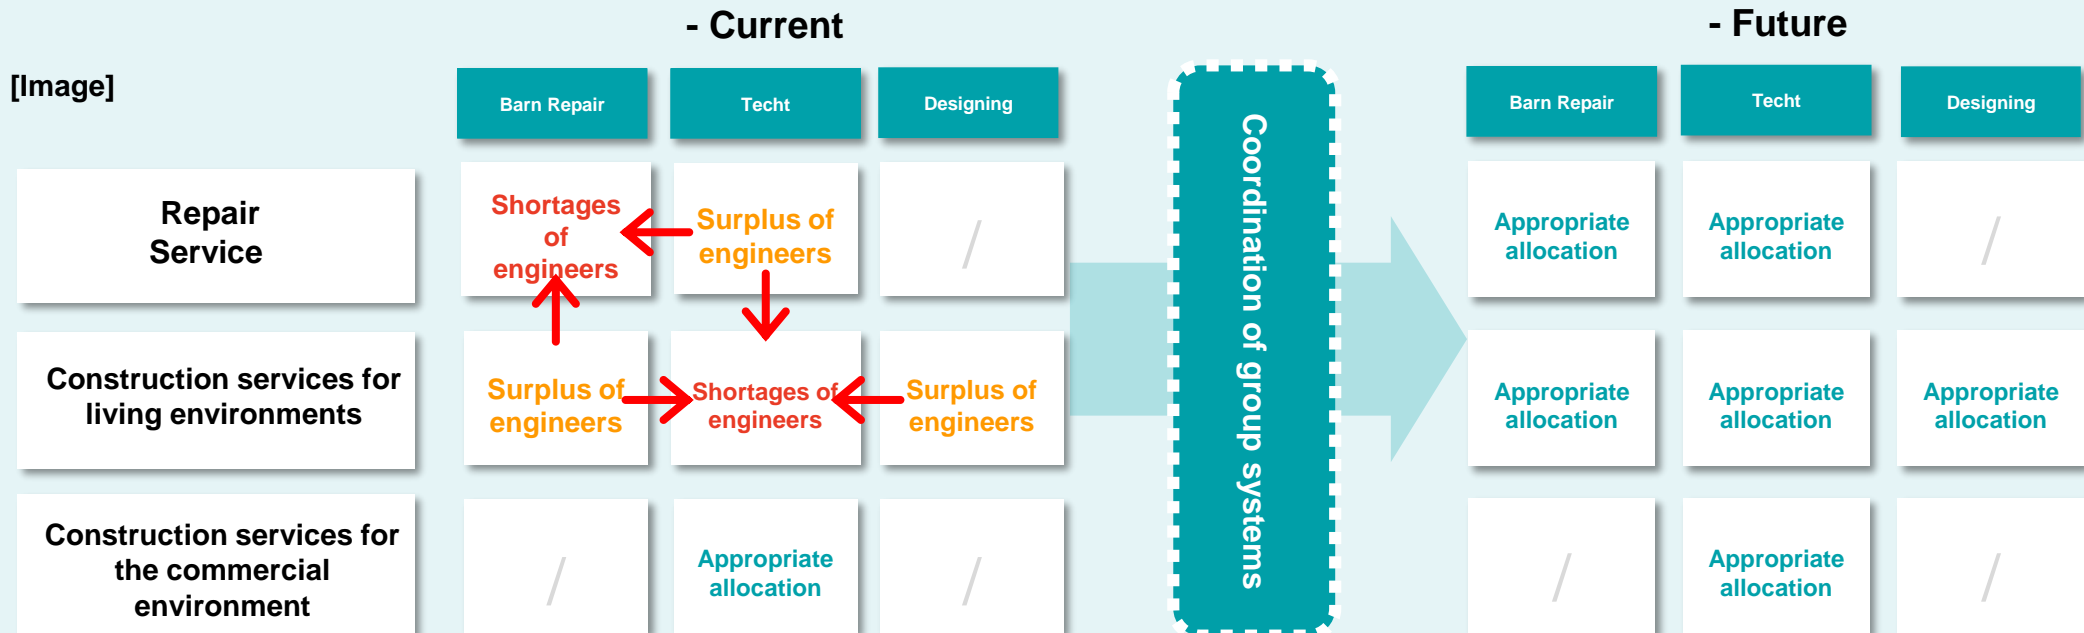 - Current
- Future
[Image]
Barn Repair
Techt
Designing
Barn Repair
Techt
Designing
Repair
Service
Shortages
of
engineers
Surplus of
engineers
/
Appropriate
allocation
Appropriate
allocation
/
Construction services for
living environments
Surplus of
engineers
Shortages of
engineers
Surplus of
engineers
Appropriate
allocation
Appropriate
allocation
Appropriate
allocation
Construction services for
the commercial
environment
/
Appropriate
allocation
/
/
Appropriate
allocation
/
Coordination of group systems